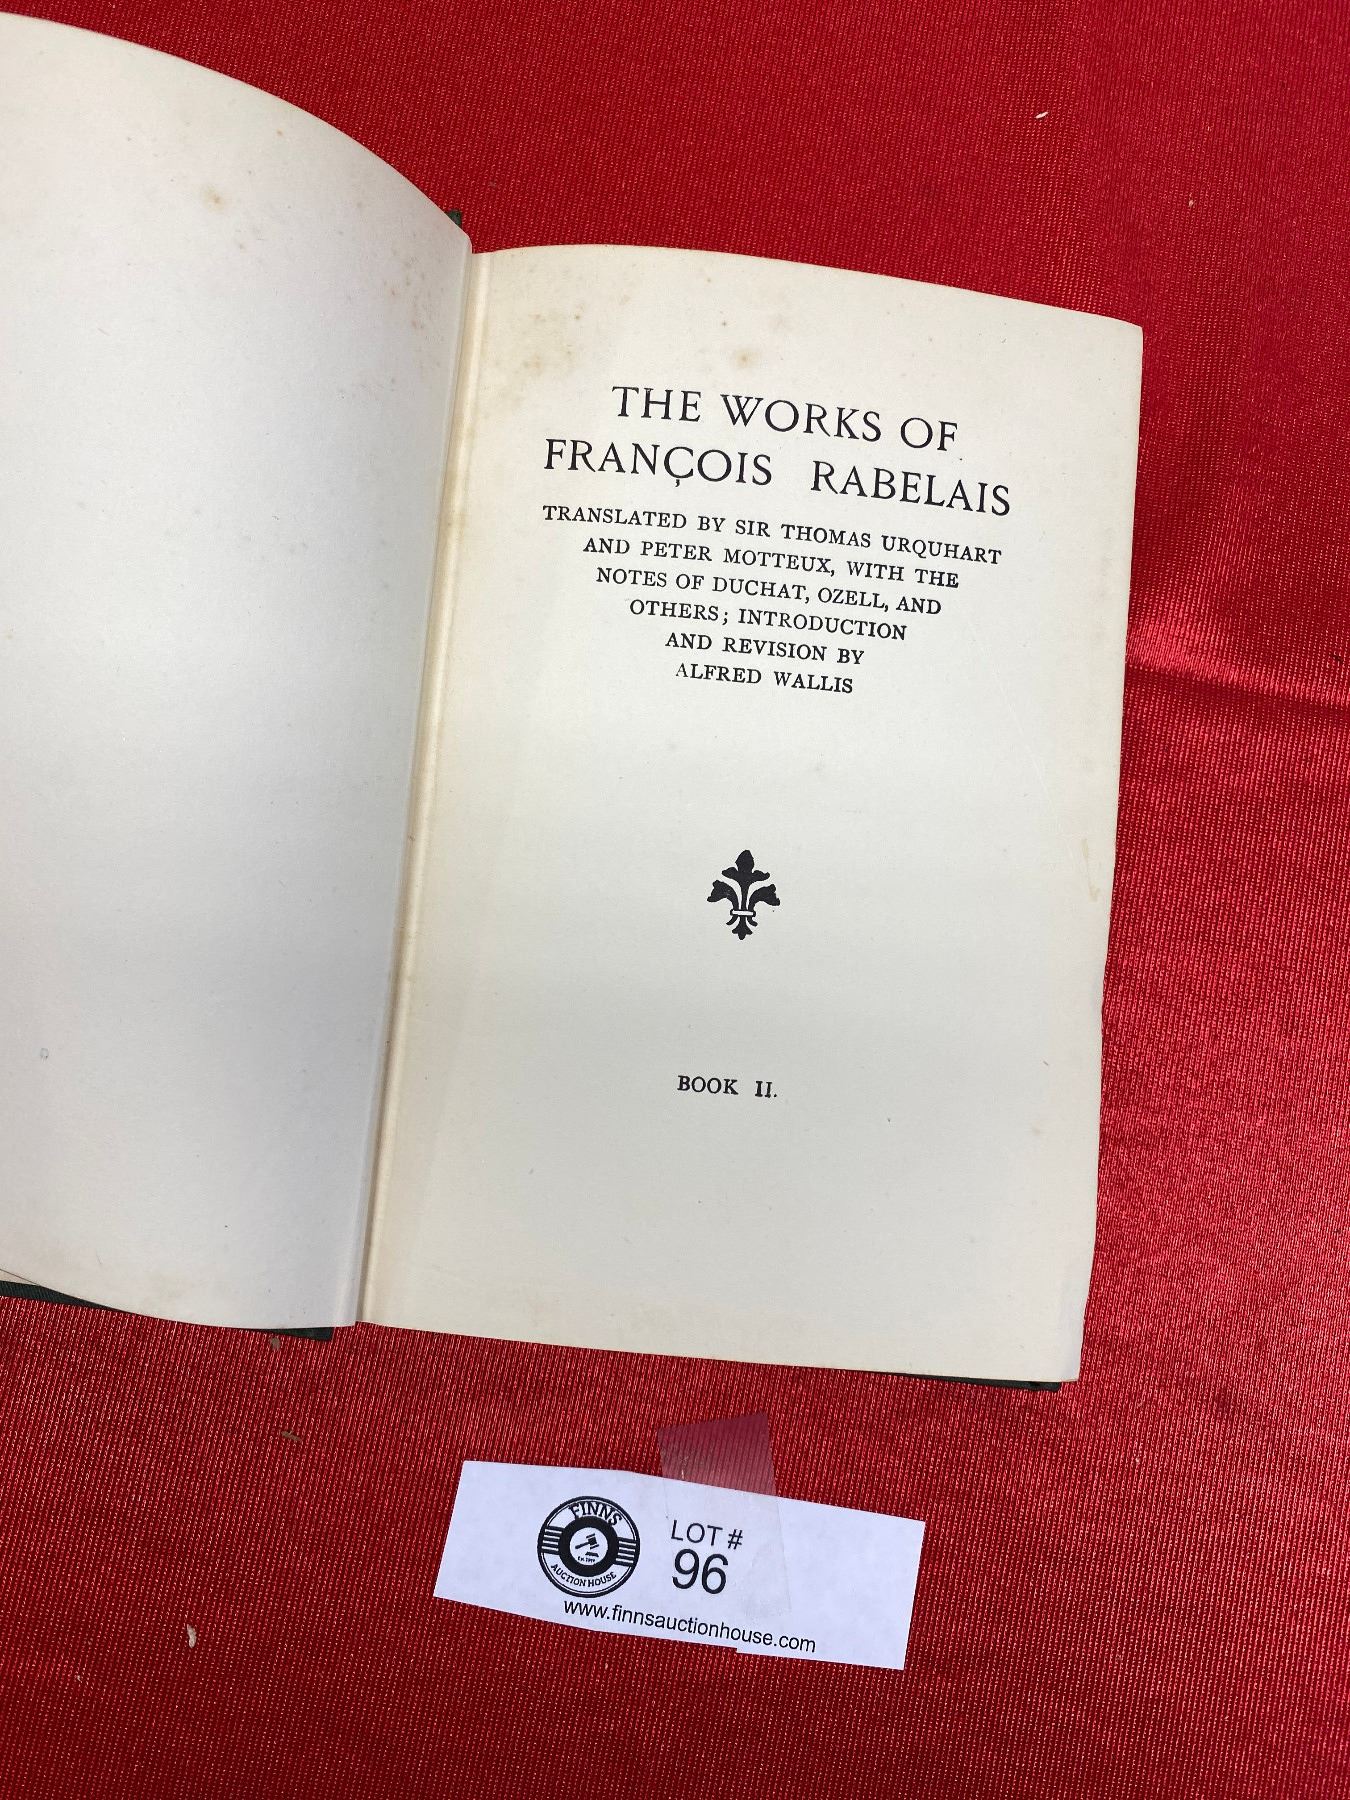 THE WORKS OF
FRANÇOIS RABELAIS
TRANSLATED BY SIR THOMAS URQUHART
AND PETER MOTTEUX, WITH THE
NOTES OF DUCHAT, OZELL, AND
OTHERS; INTRODUCTION
AND REVISION BY
ALFRED WALLIS
BOOK II.
FINNS
AUCTION HOUSE
LOT #
96
www.finnsauctionhouse.com